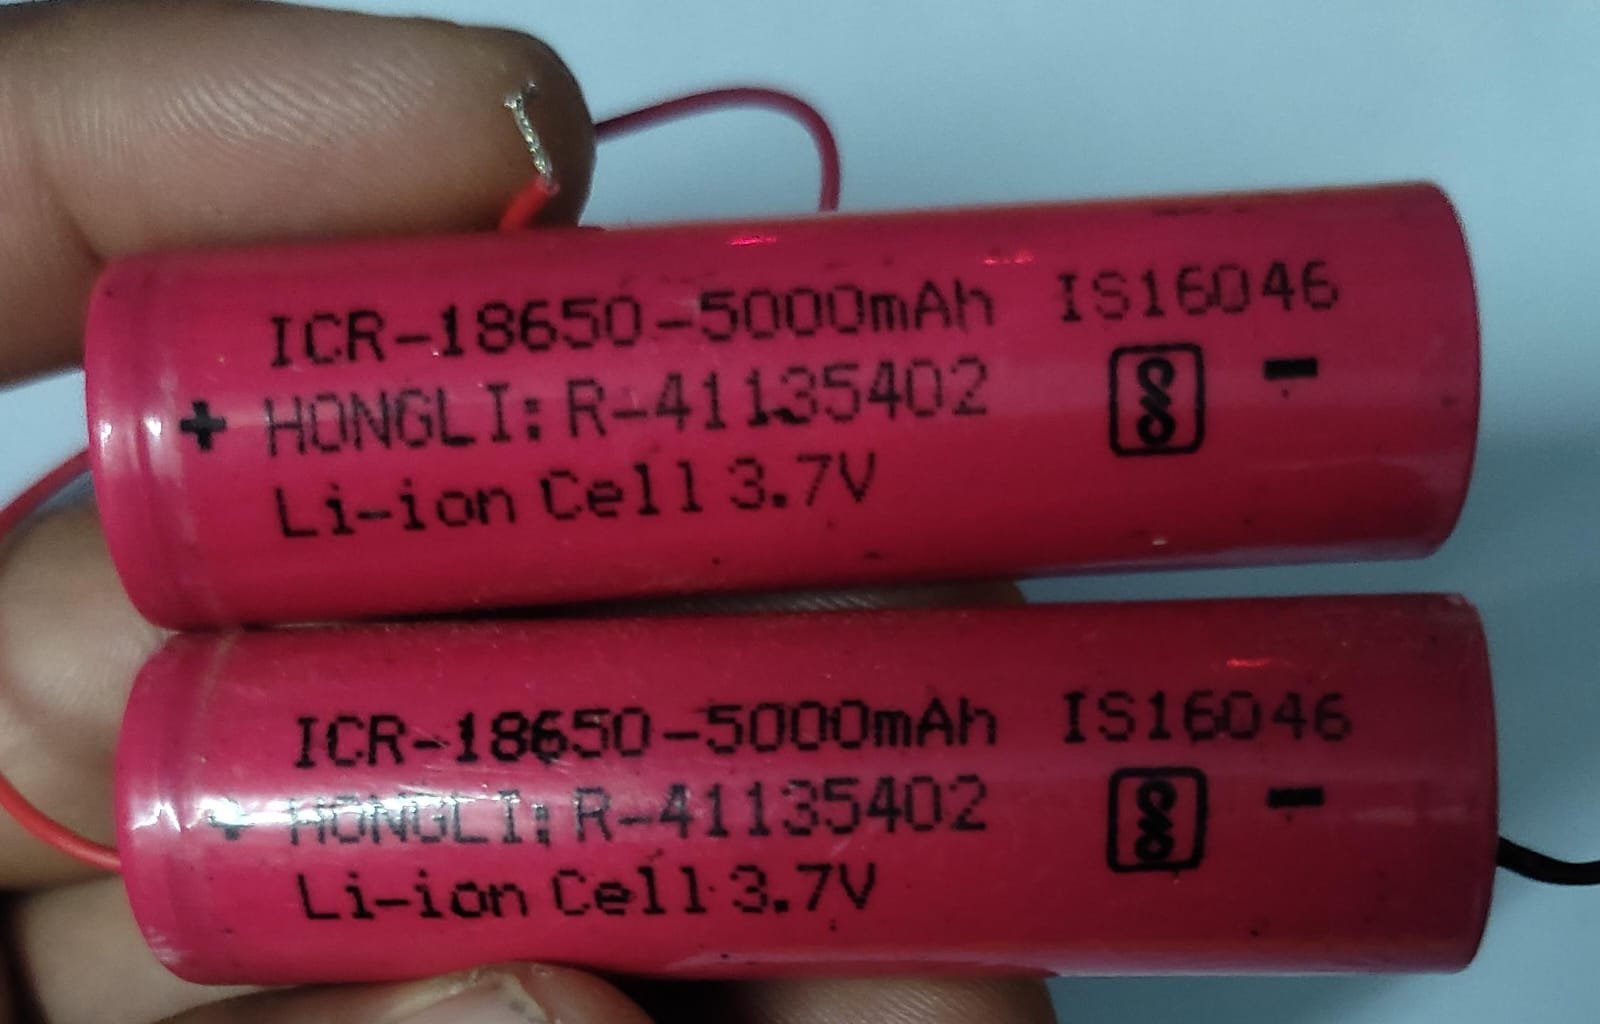 ICR-18650-5000mAh IS16046
+ HONGLI: R-41135402 -
Li-ion Cell 3.7V
ICR-18650-5000mAh IS16046
+ HONGLI: R-41135402 -
Li-ion Cell 3.7V